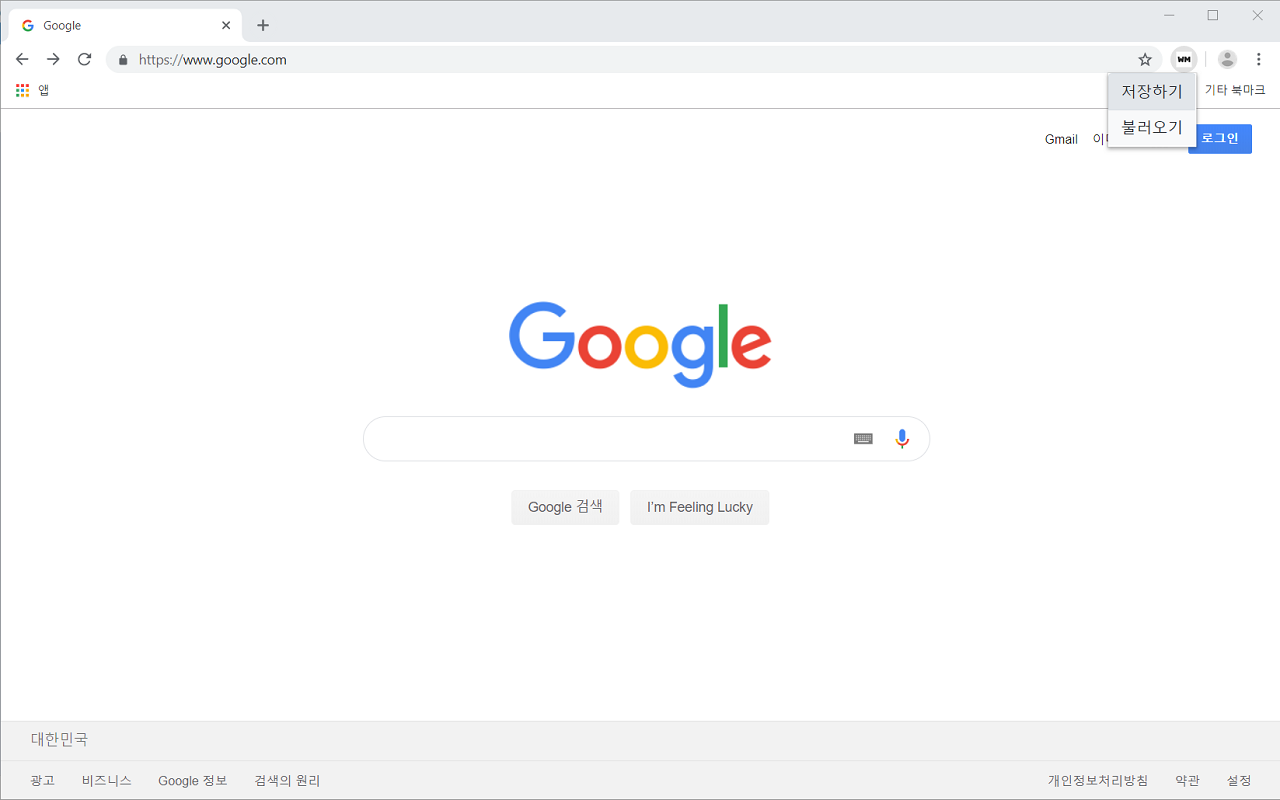 Google
https://www.google.com
WM
앱
기타 북마크
저장하기
불러오기
Gmail
로그인
Google
Google 검색
I'm Feeling Lucky
대한민국
광고 비즈니스 Google 정보 검색의 원리 개인정보처리방침 약관 설정